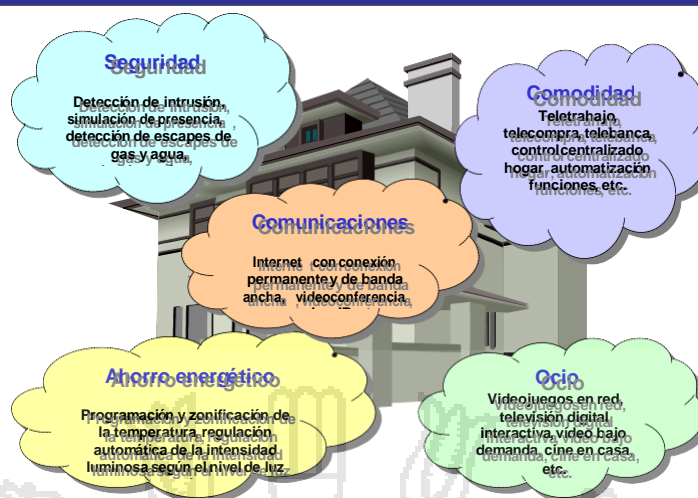 Seguridad
Detección de intrusión,
simulación de presencia,
detección de escapes de
gas y agua,
Comodidad
Teletrabajo,
telecompra, telebanca,
control centralizado
hogar, automatización
funciones, etc.
Comunicaciones
Internet con conexión
permanente y de banda
ancha, videoconferencia,
Ahorro energético
Programación y zonificación de
la temperatura, regulación
automática de la intensidad
luminosa según el nivel de luz
Ocio
Videojuegos en red,
televisión digital
interactiva, video bajo
demanda, cine en casa,
etc.